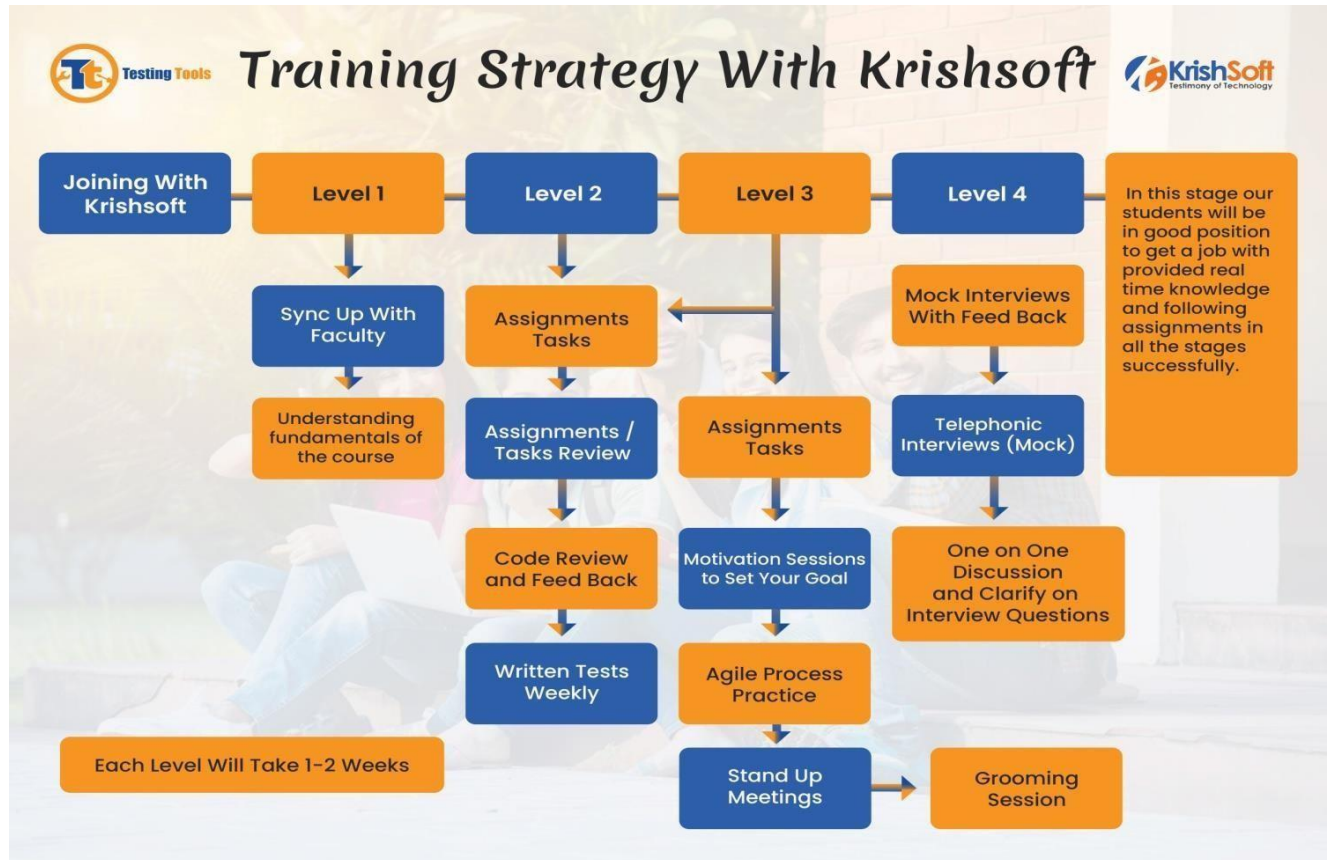 Tt Testing Tools
Training Strategy With Krishsoft
KrishSoft
Testimony of Technology
Joining With
Krishsoft
Level 1
Level 2
Level 3
Level 4
In this stage our
students will be
in good position
to get a job with
provided real
time knowledge
and following
assignments in
all the stages
successfully.
Sync Up With
Faculty
Understanding
fundamentals of
the course
Assignments
Tasks
Assignments /
Tasks Review
Code Review
and Feed Back
Written Tests
Weekly
Assignments
Tasks
Motivation Sessions
to Set Your Goal
Agile Process
Practice
Stand Up
Meetings
Grooming
Session
Mock Interviews
With Feed Back
Telephonic
Interviews (Mock)
One on One
Discussion
and Clarify on
Interview Questions
Each Level Will Take 1-2 Weeks